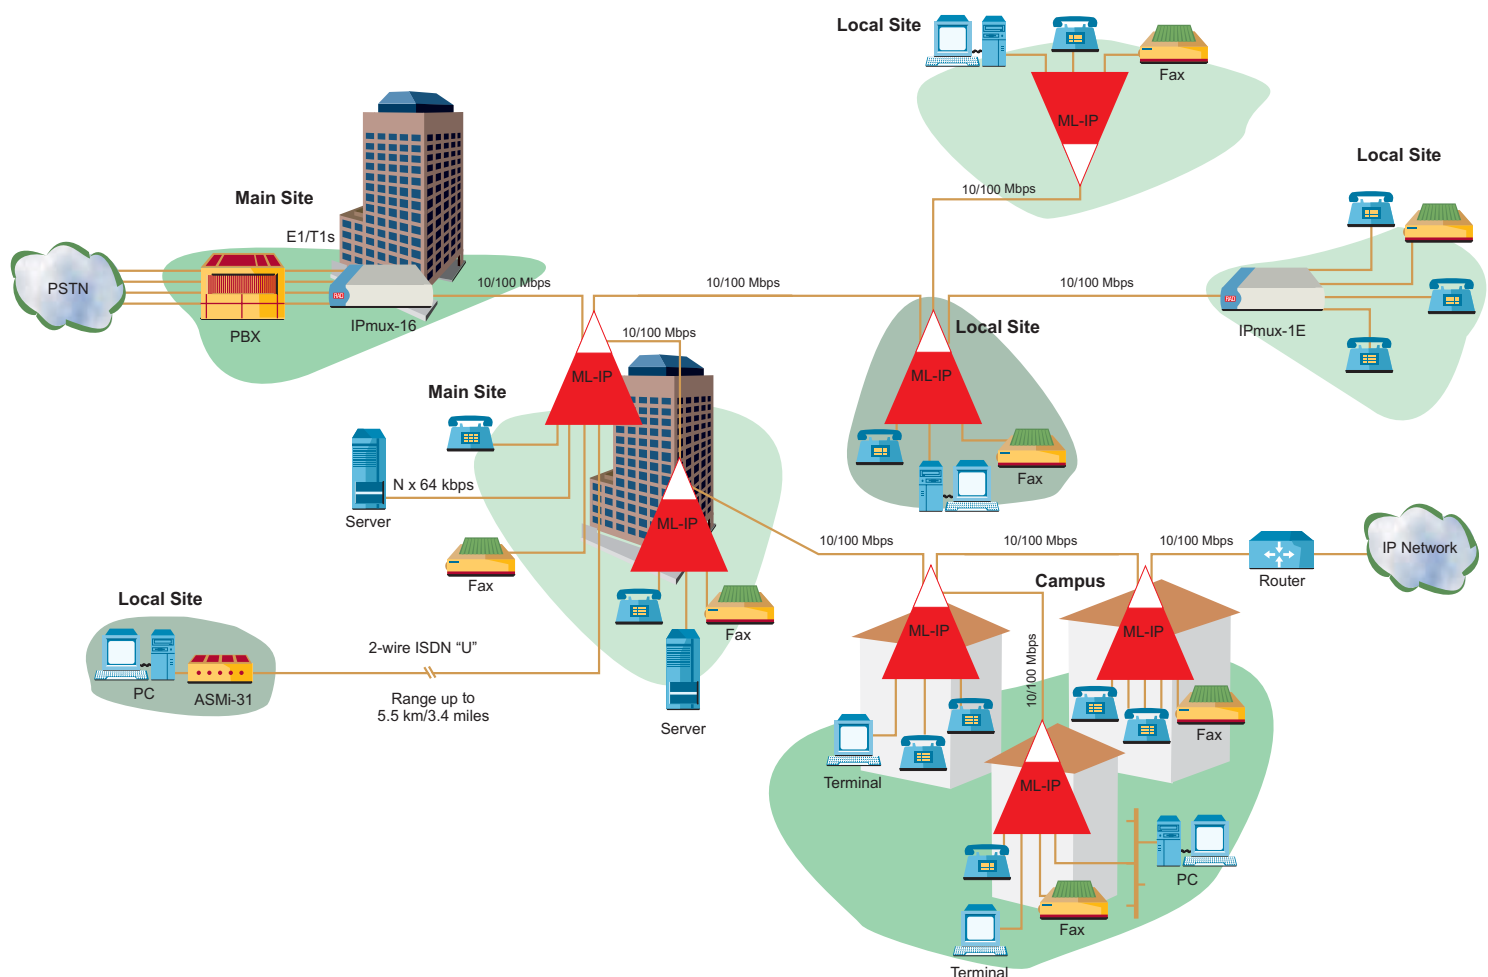 Local Site
Fax
ML-IP
Local Site
10/100 Mbps
Main Site
E1/T1s
PSTN
RAD
IPmux-16
PBX
10/100 Mbps
10/100 Mbps
10/100 Mbps
RAD
IPmux-1E
10/100 Mbps
Local Site
ML-IP
ML-IP
Main Site
Fax
N x 64 kbps
Server
ML-IP
10/100 Mbps
10/100 Mbps
10/100 Mbps
IP Network
Router
Campus
Fax
Local Site
2-wire ISDN “U”
PC
ASMi-31
Range up to
5.5 km/3.4 miles
Fax
Server
ML-IP
ML-IP
10/100 Mbps
Fax
Terminal
ML-IP
PC
Fax
Terminal